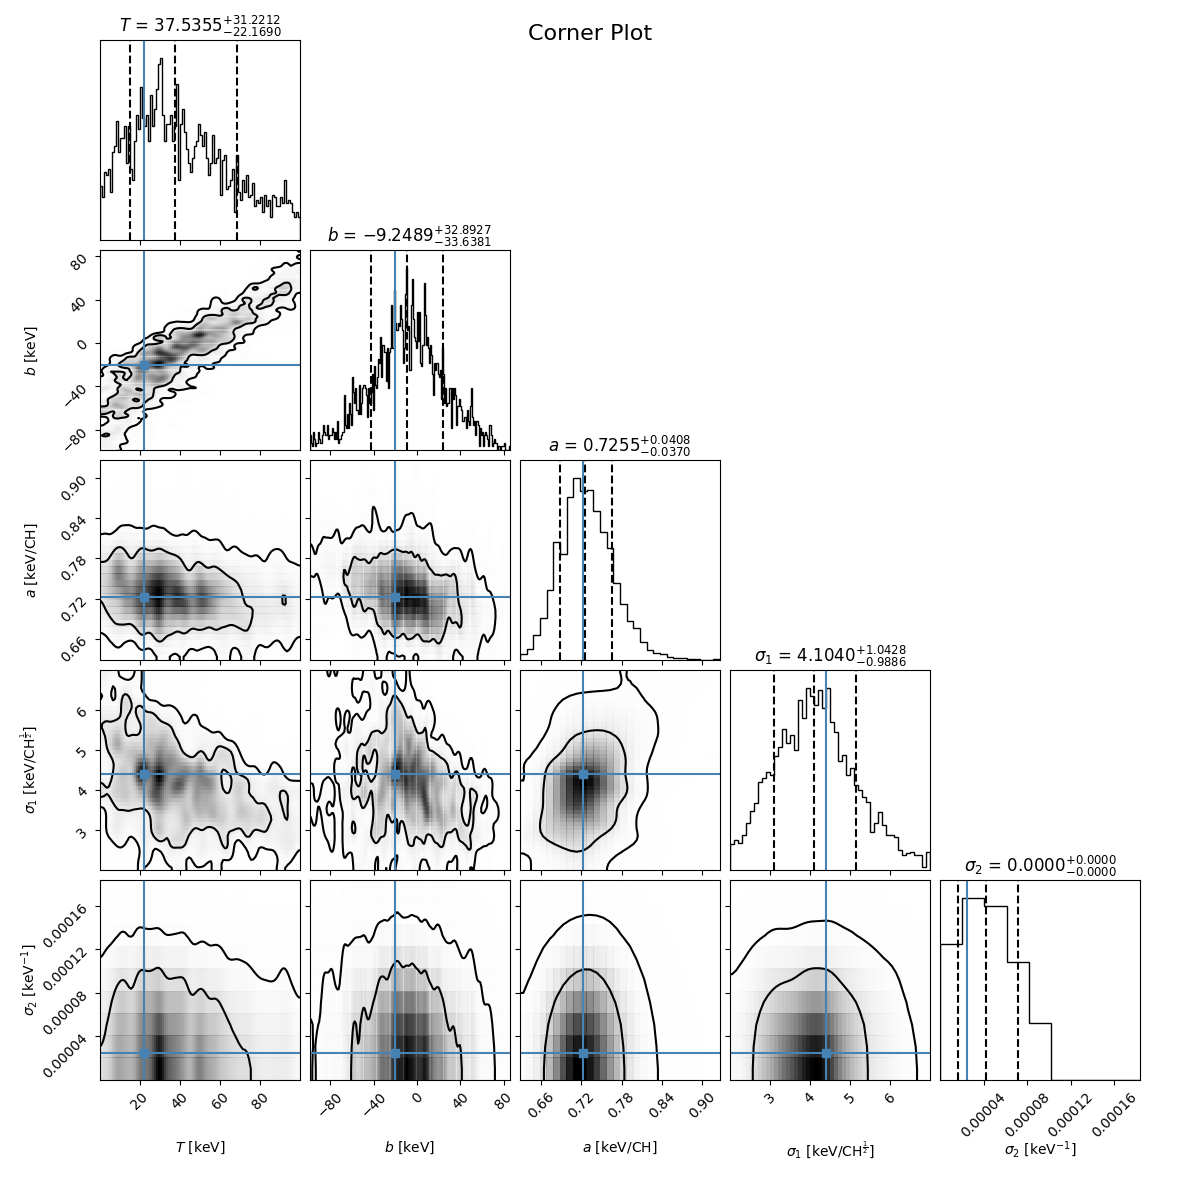 Corner Plot
T = 37.5355+31.2212−22.1690
b = −9.2489+32.8927−33.6381
80
40
0
−40
−80
b [keV]
a = 0.7255+0.0408−0.0370
0.90
0.84
0.78
0.72
0.66
a [keV/CH]
σ₁ = 4.1040+1.0428−0.9886
6
5
4
3
σ₁ [keV/CH^½]
σ₂ = 0.0000+0.0000−0.0000
0.00016
0.00012
0.00008
0.00004
σ₂ [keV⁻¹]
20 40 60 80
−80 −40 0 40 80
0.66 0.72 0.78 0.84 0.90
3 4 5 6
0.00004 0.00008 0.00012 0.00016
T [keV]
b [keV]
a [keV/CH]
σ₁ [keV/CH^½]
σ₂ [keV⁻¹]